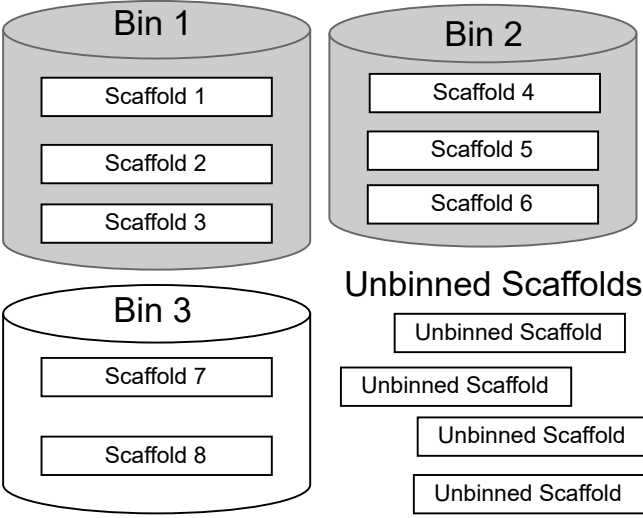 Bin 1
Scaffold 1
Scaffold 2
Scaffold 3
Bin 2
Scaffold 4
Scaffold 5
Scaffold 6
Bin 3
Scaffold 7
Scaffold 8
Unbinned Scaffolds
Unbinned Scaffold
Unbinned Scaffold
Unbinned Scaffold
Unbinned Scaffold